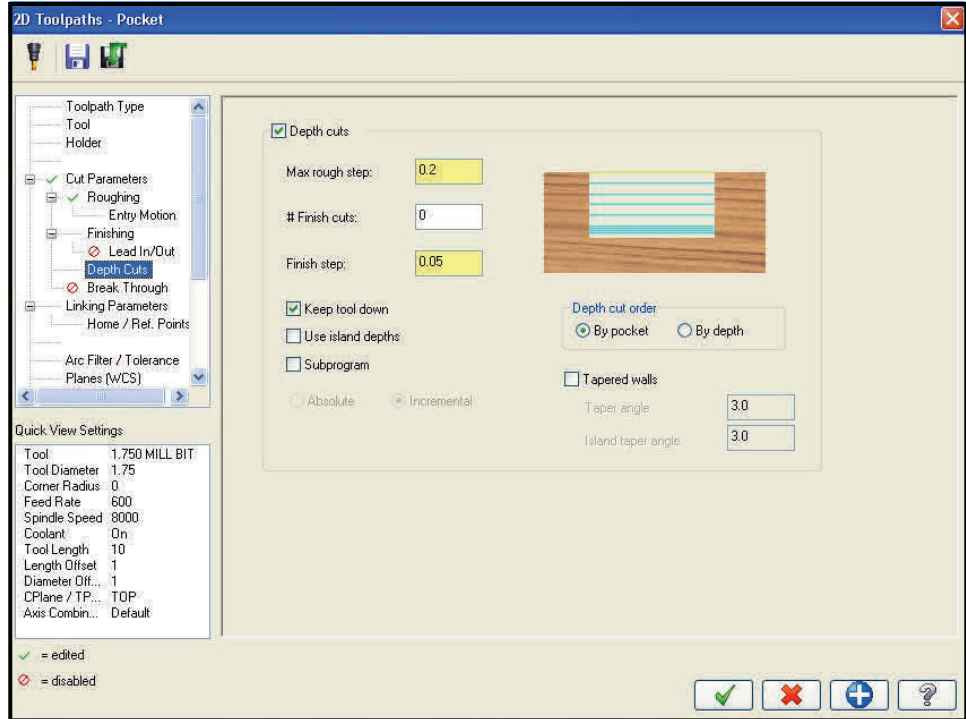 2D Toolpaths - Pocket
Toolpath Type
Tool
Holder
Cut Parameters
Roughing
Entry Motion
Finishing
Lead In/Out
Depth Cuts
Break Through
Linking Parameters
Home / Ref. Points
Arc Filter / Tolerance
Planes (WCS)
Quick View Settings
Tool 1.750 MILL BIT
Tool Diameter 1.75
Corner Radius 0
Feed Rate 600
Spindle Speed 8000
Coolant On
Tool Length 10
Length Offset 1
Diameter Off... 1
CPlane / TP... TOP
Axis Combin... Default
= edited
= disabled
Depth cuts
Max rough step: 0.2
# Finish cuts: 0
Finish step: 0.05
Keep tool down
Use island depths
Subprogram
Absolute Incremental
Depth cut order
By pocket By depth
Tapered walls
Taper angle 3.0
Island taper angle 3.0